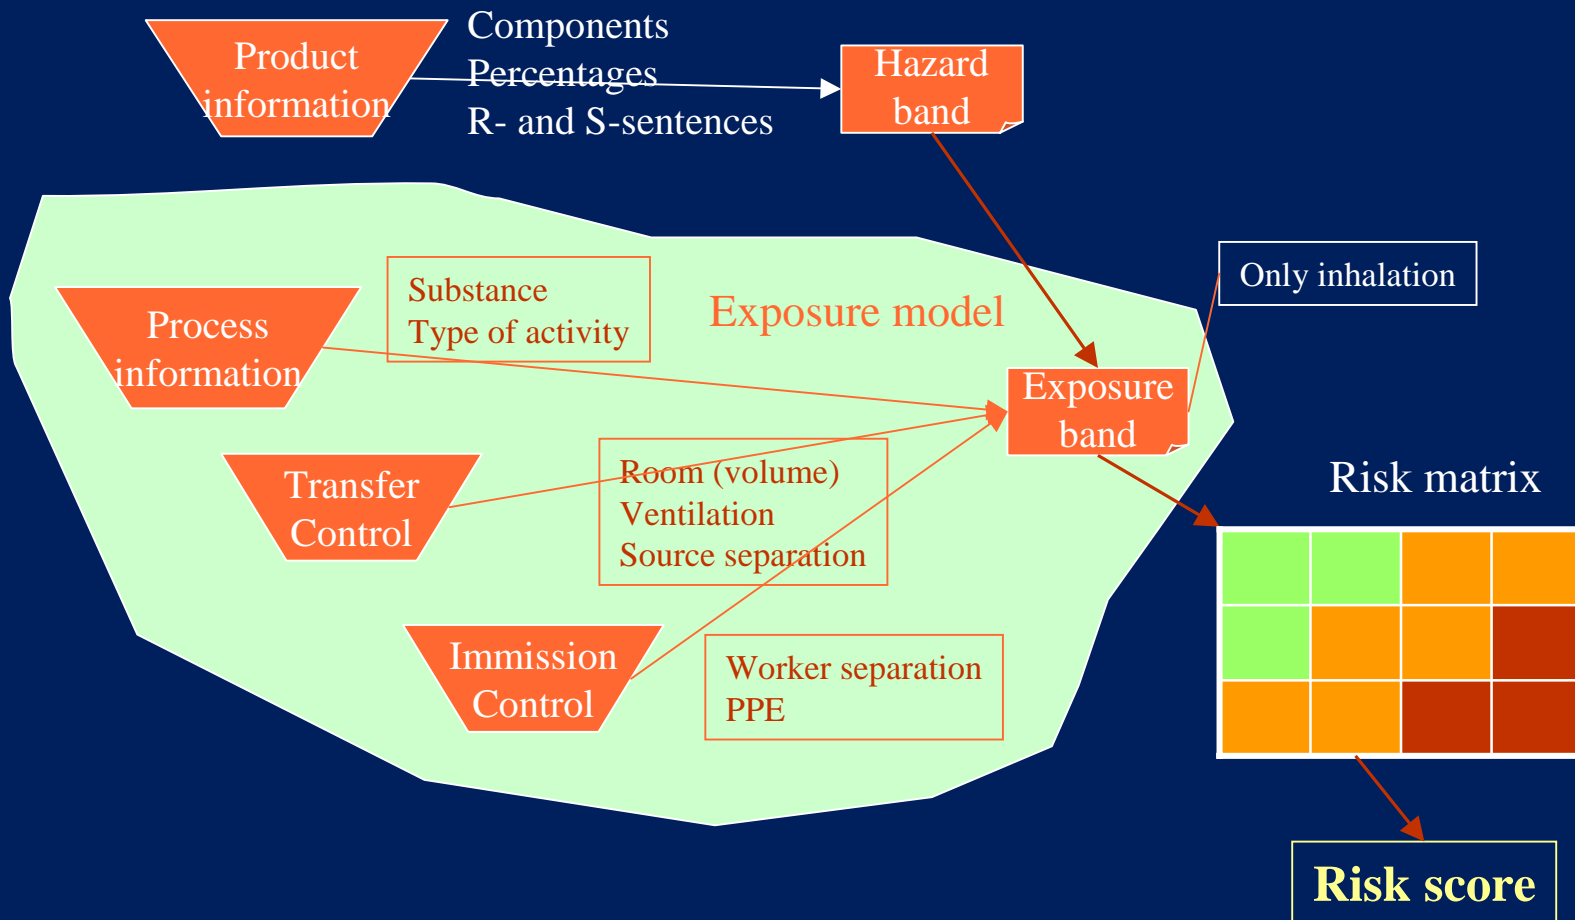 Product
information
Components
Percentages
R- and S-sentences
Hazard
band
Only inhalation
Substance
Type of activity
Exposure model
Process
information
Exposure
band
Transfer
Control
Room (volume)
Ventilation
Source separation
Risk matrix
Immission
Control
Worker separation
PPE
Risk score